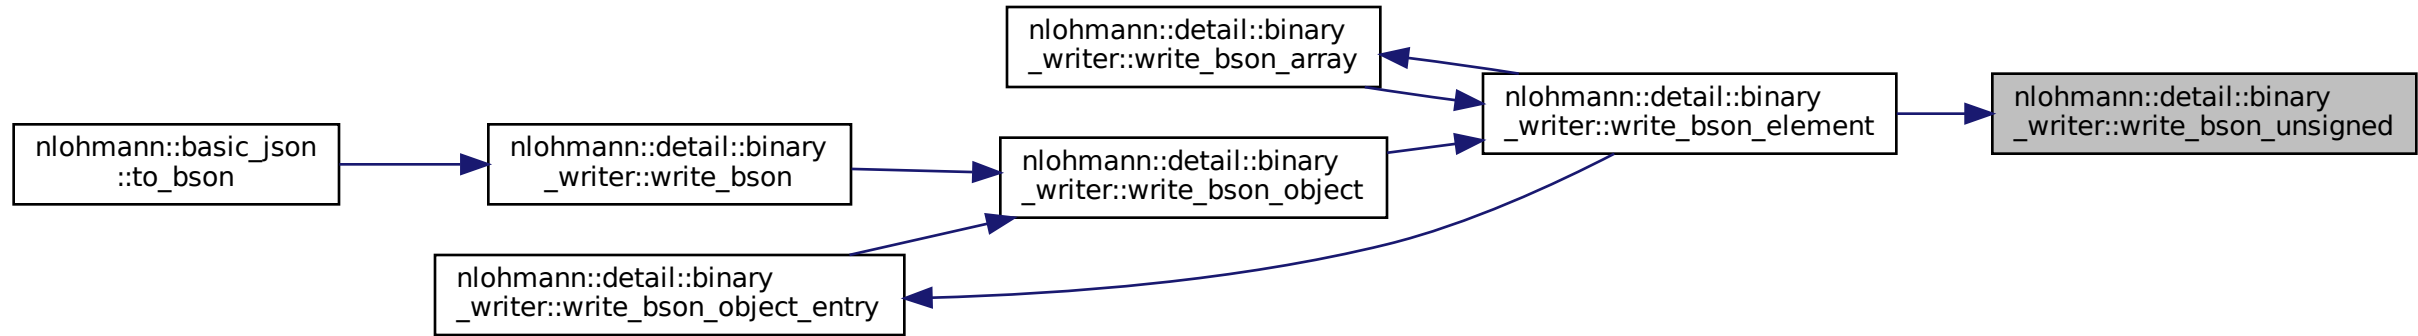 nlohmann::basic_json
::to_bson
nlohmann::detail::binary
_writer::write_bson
nlohmann::detail::binary
_writer::write_bson_object_entry
nlohmann::detail::binary
_writer::write_bson_array
nlohmann::detail::binary
_writer::write_bson_object
nlohmann::detail::binary
_writer::write_bson_element
nlohmann::detail::binary
_writer::write_bson_unsigned